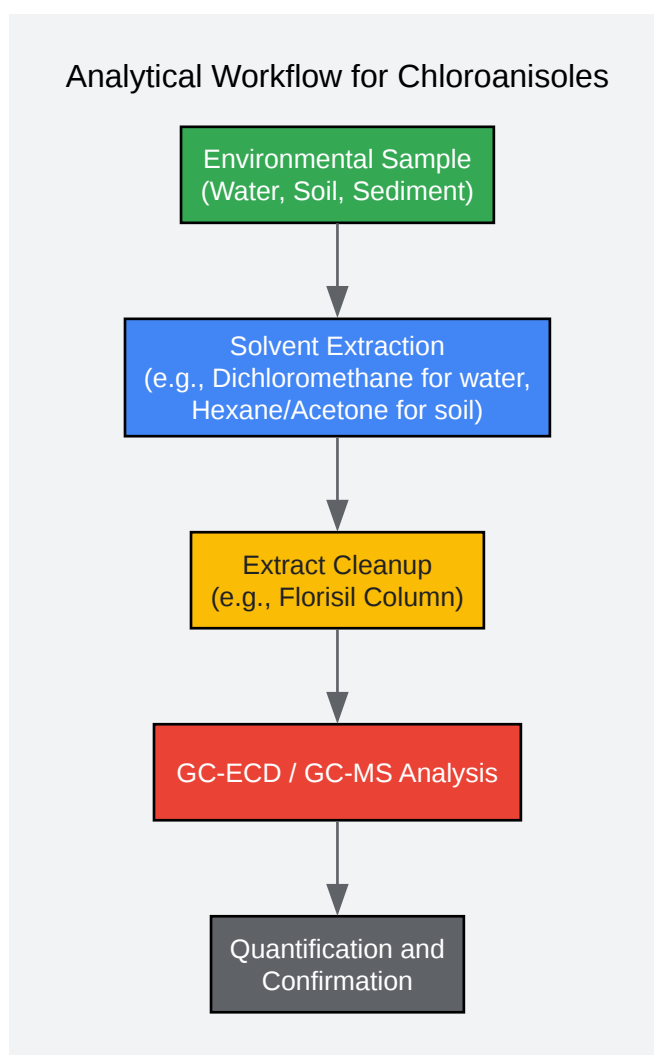 Analytical Workflow for Chloroanisoles
Environmental Sample
(Water, Soil, Sediment)
Solvent Extraction
(e.g., Dichloromethane for water,
Hexane/Acetone for soil)
Extract Cleanup
(e.g., Florisil Column)
GC-ECD / GC-MS Analysis
Quantification and
Confirmation